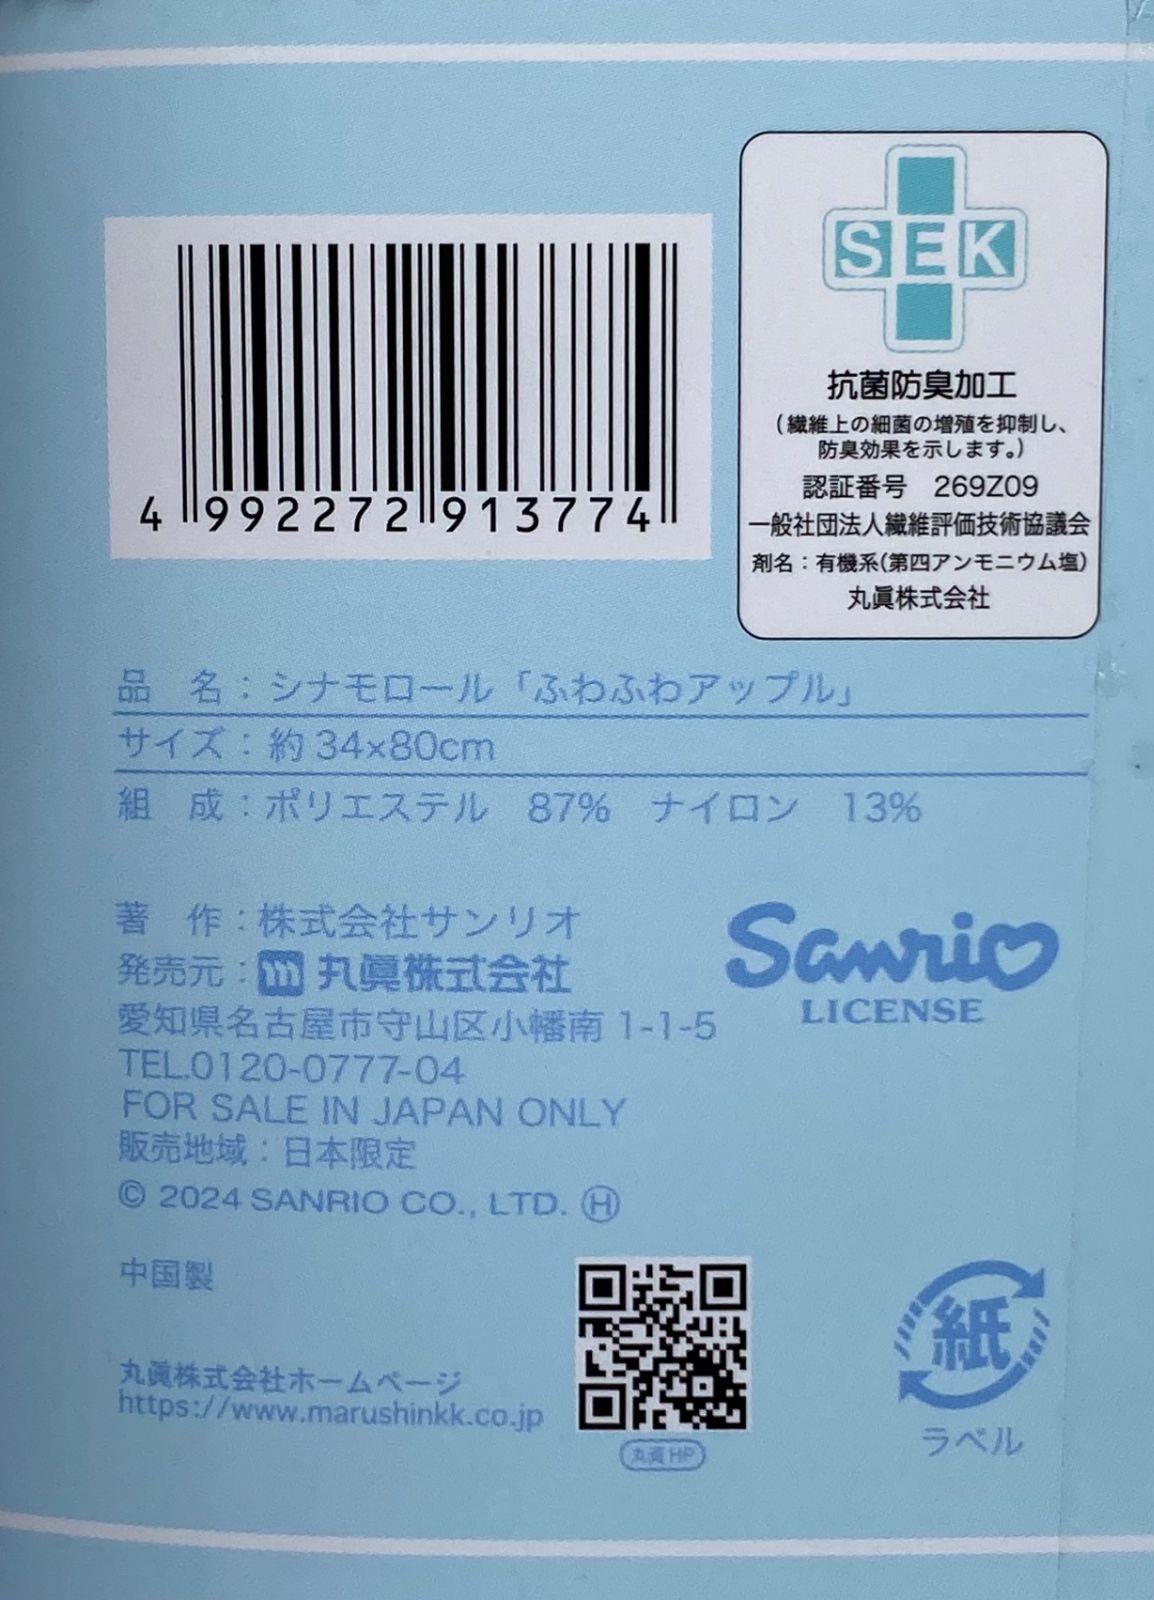 4 992272 913774
SEK
抗菌防臭加工
(繊維上の細菌の増殖を抑制し、
防臭効果を示します。)
認証番号 269Z09
一般社団法人繊維評価技術協議会
剤名：有機系(第四アンモニウム塩)
丸眞株式会社
品 名：シナモロール「ふわふわアップル」
サイズ：約34×80cm
組 成：ポリエステル 87% ナイロン 13%
著 作：株式会社サンリオ
発売元：m 丸眞株式会社
愛知県名古屋市守山区小幡南1-1-5
TEL.0120-0777-04
FOR SALE IN JAPAN ONLY
販売地域：日本限定
© 2024 SANRIO CO., LTD. Ⓗ
Sanrio
LICENSE
中国製
丸眞株式会社ホームページ
https://www.marushinkk.co.jp
丸眞HP
紙
ラベル